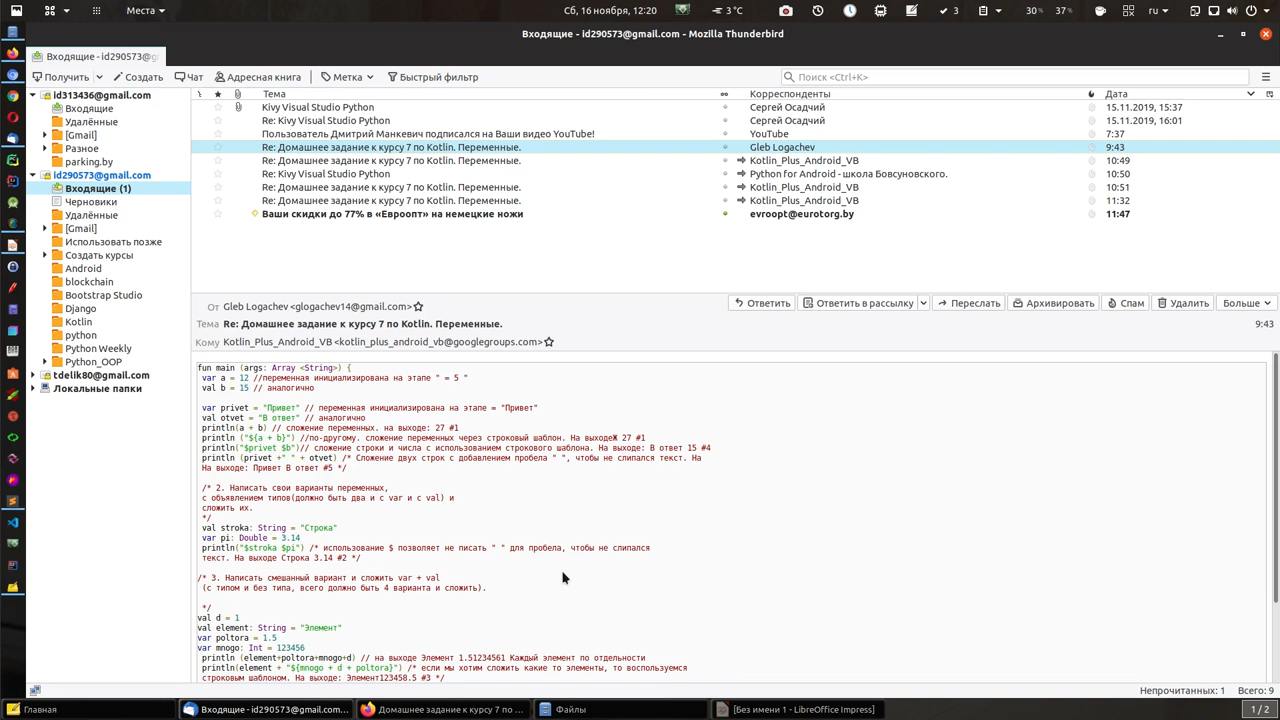 Места
Сб, 16 ноября, 12:20
-3°C
3
30 %
37%
ru
Входящие - id290573@gmail.com - Mozilla Thunderbird
Входящие - id290573@g
Получить
Создать
Чат
Адресная книга
Метка
Быстрый фильтр
Поиск <Ctrl+K>
id313436@gmail.com
Входящие
Удалённые
[Gmail]
Разное
parking.by
id290573@gmail.com
Входящие (1)
Черновики
Удалённые
[Gmail]
Использовать позже
Создать курсы
Android
blockchain
Bootstrap Studio
Django
Kotlin
python
Python Weekly
Python_OOP
tdelik80@gmail.com
Локальные папки
Тема
Корреспонденты
Дата
Kivy Visual Studio Python Сергей Осадчий 15.11.2019, 15:37
Re: Kivy Visual Studio Python Сергей Осадчий 15.11.2019, 16:01
Пользователь Дмитрий Манкевич подписался на Ваши видео YouTube! YouTube 7:37
Re: Домашнее задание к курсу 7 по Kotlin. Переменные. Gleb Logachev 9:43
Re: Домашнее задание к курсу 7 по Kotlin. Переменные. Kotlin_Plus_Android_VB 10:49
Re: Kivy Visual Studio Python Python for Android - школа Бовсуновского. 10:50
Re: Домашнее задание к курсу 7 по Kotlin. Переменные. Kotlin_Plus_Android_VB 10:51
Re: Домашнее задание к курсу 7 по Kotlin. Переменные. Kotlin_Plus_Android_VB 11:32
Ваши скидки до 77% в «Евроопт» на немецкие ножи evroopt@eurotorg.by 11:47
От Gleb Logachev <glogachev14@gmail.com>
Ответить
Ответить в рассылку
Переслать
Архивировать
Спам
Удалить
Больше
Тема Re: Домашнее задание к курсу 7 по Kotlin. Переменные. 9:43
Кому Kotlin_Plus_Android_VB <kotlin_plus_android_vb@googlegroups.com>
fun main (args: Array <String>) {
var a = 12 //переменная инициализирована на этапе " = 5 "
val b = 15 // аналогично
var privet = "Привет" // переменная инициализирована на этапе = "Привет"
val otvet = "В ответ" // аналогично
println(a + b) // сложение переменных. на выходе: 27 #1
println ("${a + b}") //по-другому. сложение переменных через строковый шаблон. На выходеЖ 27 #1
println("$privet $b")// сложение строки и числа с использованием строкового шаблона. На выходе: В ответ 15 #4
println (privet +" " + otvet) /* Сложение двух строк с добавлением пробела " ", чтобы не слипался текст. На
На выходе: Привет В ответ #5 */
/* 2. Написать свои варианты переменных,
с объявлением типов(должно быть два и с var и с val) и
сложить их.
*/
val stroka: String = "Строка"
var pi: Double = 3.14
println("$stroka $pi") /* использование $ позволяет не писать " " для пробела, чтобы не слипался
текст. На выходе Строка 3.14 #2 */
/* 3. Написать смешанный вариант и сложить var + val
(с типом и без типа, всего должно быть 4 варианта и сложить).
*/
val d = 1
val element: String = "Элемент"
var poltora = 1.5
var mnogo: Int = 123456
println (element+poltora+mnogo+d) // на выходе Элемент 1.51234561 Каждый элемент по отдельности
println(element + "${mnogo + d + poltora}") /* если мы хотим сложить какие то элементы, то воспользуемся
строковым шаблоном. На выходе: Элемент123458.5 #3 */
Непрочитанных: 1
Всего: 9
Главная
Входящие - id290573@gmail.com...
Домашнее задание к курсу 7 по ...
Файлы
[Без имени 1 - LibreOffice Impress]
1 / 2